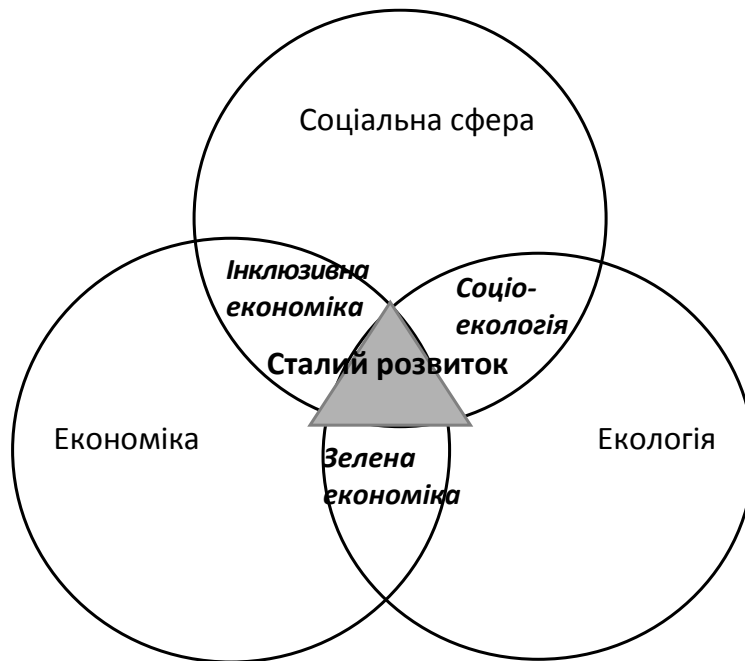 Соціальна сфера
Інклюзивна
економіка
Соціо-
екологія
Сталий розвиток
Економіка
Екологія
Зелена
економіка